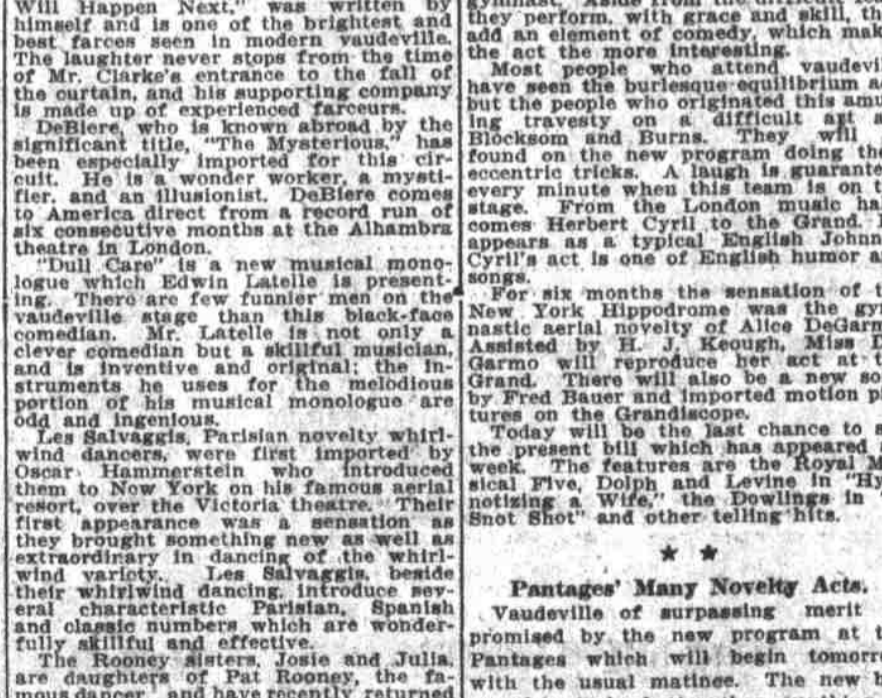 Will Happen Next," was written by
himself and is one of the brightest and
best farces seen in modern vaudeville.
The laughter never stops from the time
of Mr. Clarke's entrance to the fall of
the curtain, and his supporting company
is made up of experienced farceurs.
DeBiere, who is known abroad by the
significant title, "The Mysterious," has
been especially imported for this cir-
cuit. He is a wonder worker, a mysti-
fier, and an illusionist. DeBiere comes
to America direct from a record run of
six consecutive months at the Alhambra
theatre in London.
"Dull Care" is a new musical mono-
logue which Edwin Latelle is present-
ing. There are few funnier men on the
vaudeville stage than this black-face
comedian. Mr. Latelle is not only a
clever comedian but a skillful musician,
and is inventive and original; the in-
struments he uses for the melodious
portion of his musical monologue are
odd and ingenious.
Les Salvaggis, Parisian novelty whirl-
wind dancers, were first imported by
Oscar Hammerstein who introduced
them to New York on his famous aerial
resort, over the Victoria theatre. Their
first appearance was a sensation as
they brought something new as well as
extraordinary in dancing of the whirl-
wind variety. Les Salvaggis, beside
their whirlwind dancing, introduce sev-
eral characteristic Parisian, Spanish
and classic numbers which are wonder-
fully skillful and effective.
The Rooney sisters, Josie and Julia,
are daughters of Pat Rooney, the fa-
mous dancer, and have recently returned
gymnast. Aside from the difficult
they perform, with grace and skill, th
add an element of comedy, which mak
the act the more interesting.
Most people who attend vaudevi
have seen the burlesque equilibrium a
but the people who originated this amu
ing travesty on a difficult art a
Blocksom and Burns. They will
found on the new program doing the
eccentric tricks. A laugh is guarante
every minute when this team is on t
stage. From the London music ha
comes Herbert Cyril to the Grand.
appears as a typical English Johnn
Cyril's act is one of English humor a
songs.
For six months the sensation of t
New York Hippodrome was the gy
nastic aerial novelty of Alice DeGarm
Assisted by H. J. Keough, Miss D
Garmo will reproduce her act at t
Grand. There will also be a new so
by Fred Bauer and imported motion p
tures on the Grandiscope.
Today will be the last chance to s
the present bill which has appeared a
week. The features are the Royal M
sical Five, Dolph and Levine in "Hy
notizing a Wife," the Dowlings in "
Snot Shot" and other telling hits.
★ ★
Pantages' Many Novelty Acts.
Vaudeville of surpassing merit
promised by the new program at t
Pantages which will begin tomorr
with the usual matinee. The new b